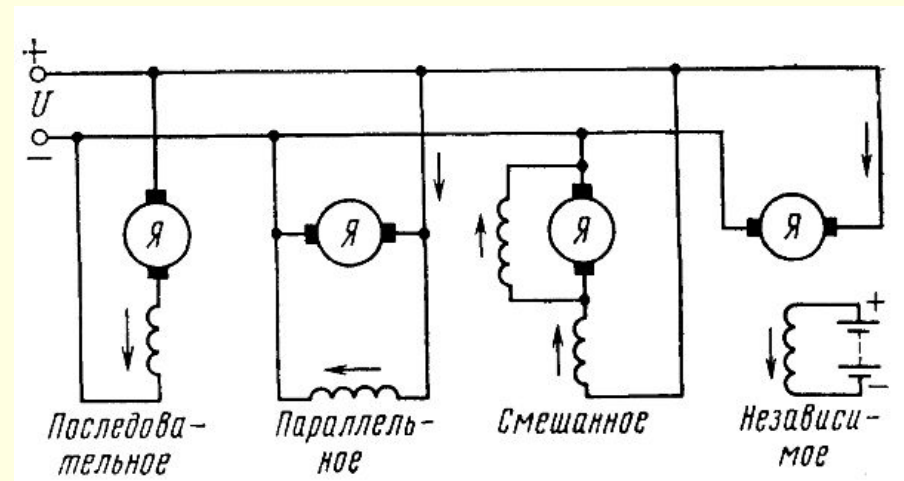 +
U
−
Я
Я
Я
Я
+
−
Последова-
тельное
Параллель-
ное
Смешанное
Независи-
мое